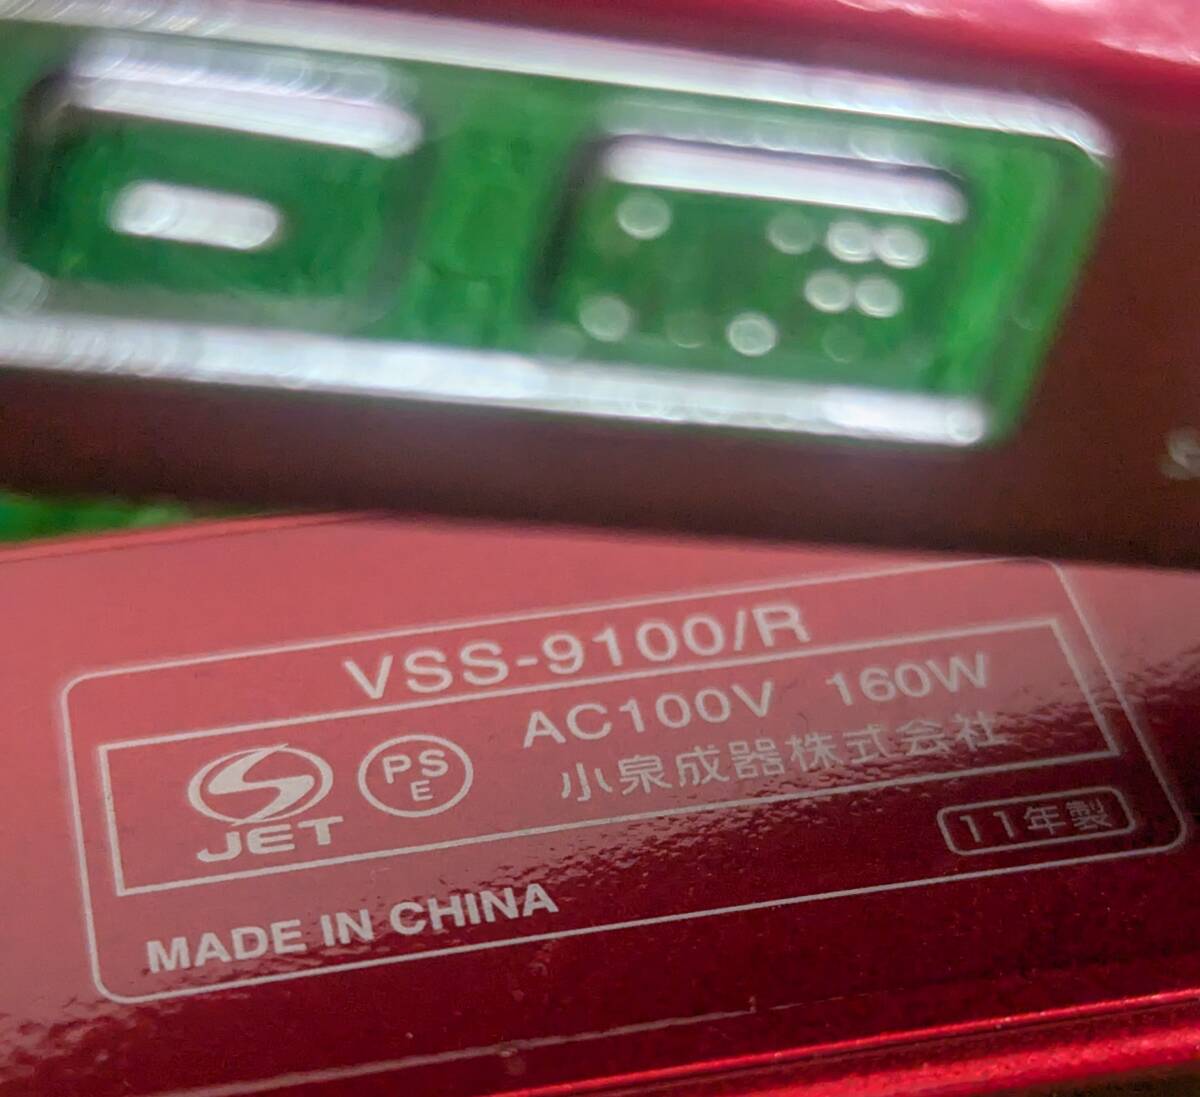 VSS-9100/R
AC100V 160W
小泉成器株式会社
JET
PS
E
11年製
MADE IN CHINA